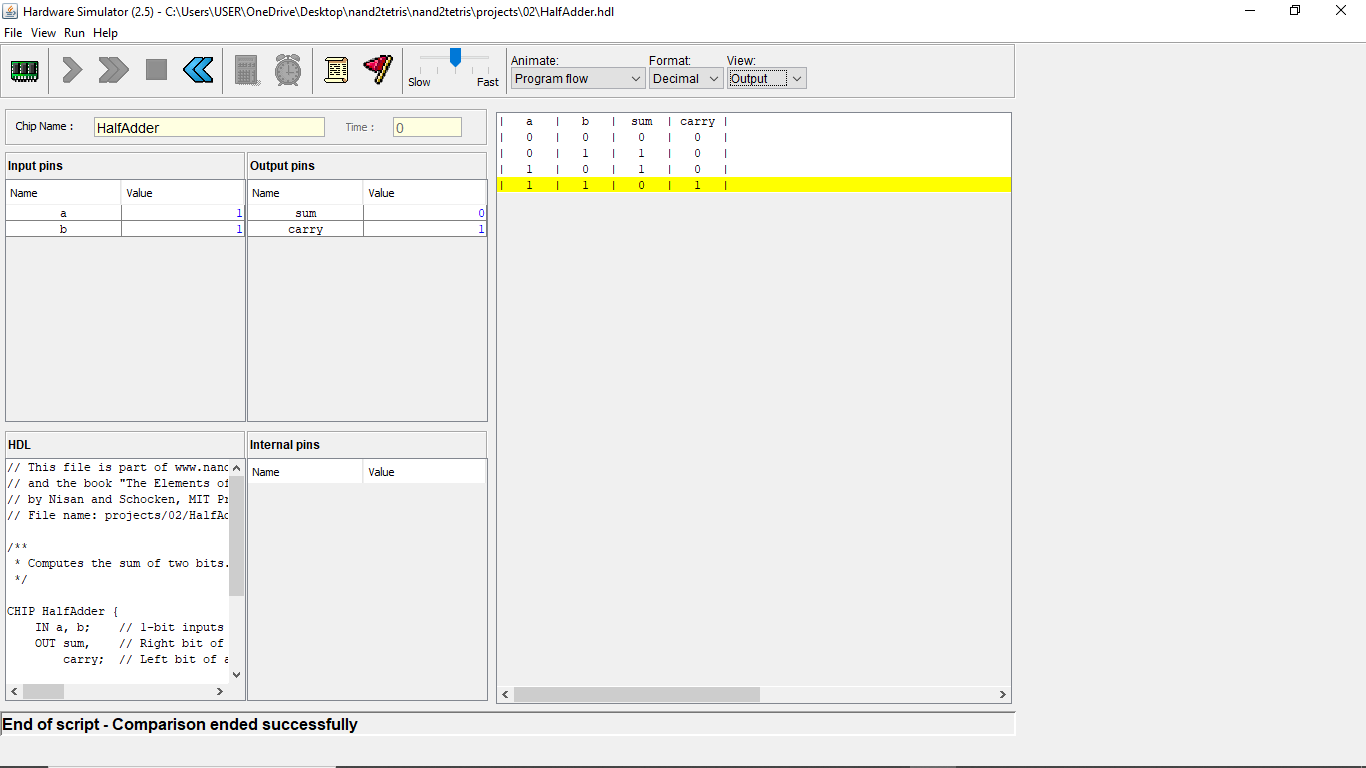 Hardware Simulator (2.5) - C:\Users\USER\OneDrive\Desktop\nand2tetris\nand2tetris\projects\02\HalfAdder.hdl
File View Run Help
Animate: Format: View:
Slow Fast Program flow Decimal Output
Chip Name : HalfAdder Time : 0
Input pins
Name Value
a 1
b 1
Output pins
Name Value
sum 0
carry 1
| a | b | sum | carry |
| 0 | 0 | 0 | 0 |
| 0 | 1 | 1 | 0 |
| 1 | 0 | 1 | 0 |
| 1 | 1 | 0 | 1 |
HDL
// This file is part of www.nand
// and the book "The Elements of
// by Nisan and Schocken, MIT Pr
// File name: projects/02/HalfAd
/**
* Computes the sum of two bits.
*/
CHIP HalfAdder {
IN a, b; // 1-bit inputs
OUT sum, // Right bit of
carry; // Left bit of a
Internal pins
Name Value
End of script - Comparison ended successfully